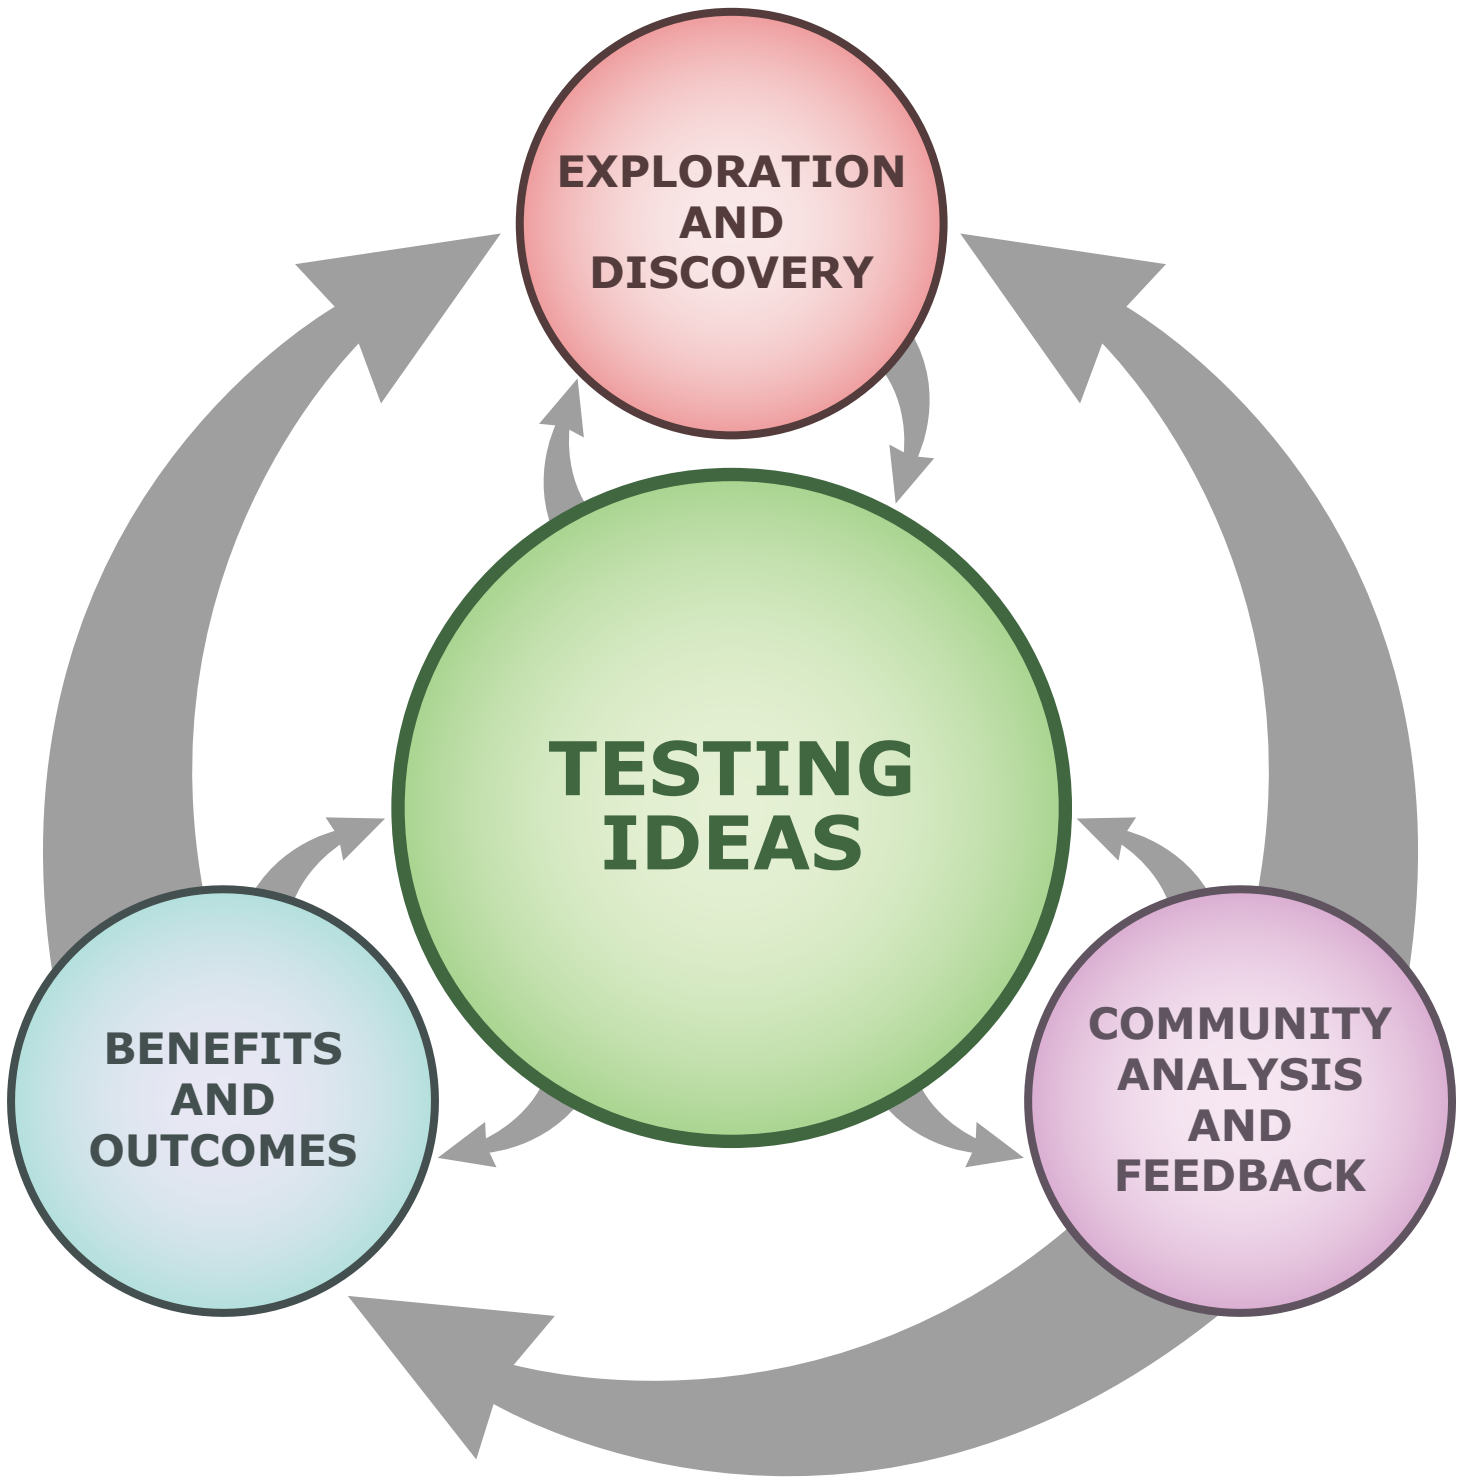 EXPLORATION
AND
DISCOVERY
TESTING
IDEAS
BENEFITS
AND
OUTCOMES
COMMUNITY
ANALYSIS
AND
FEEDBACK